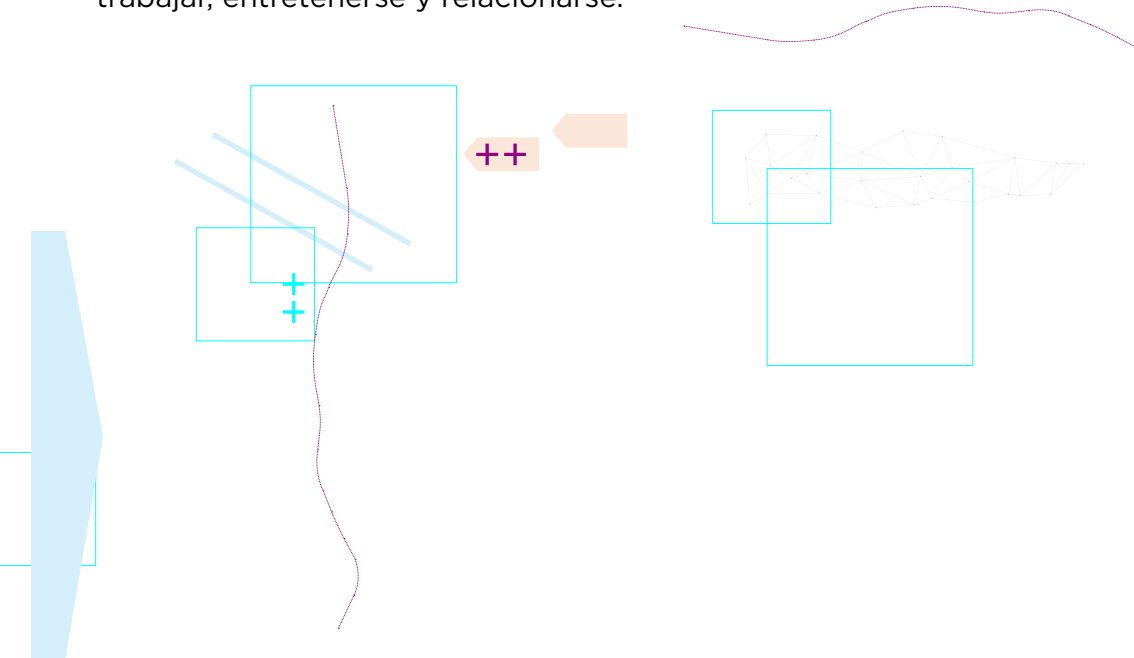 trabajar, entretenerse y relacionarse.
++
+
+